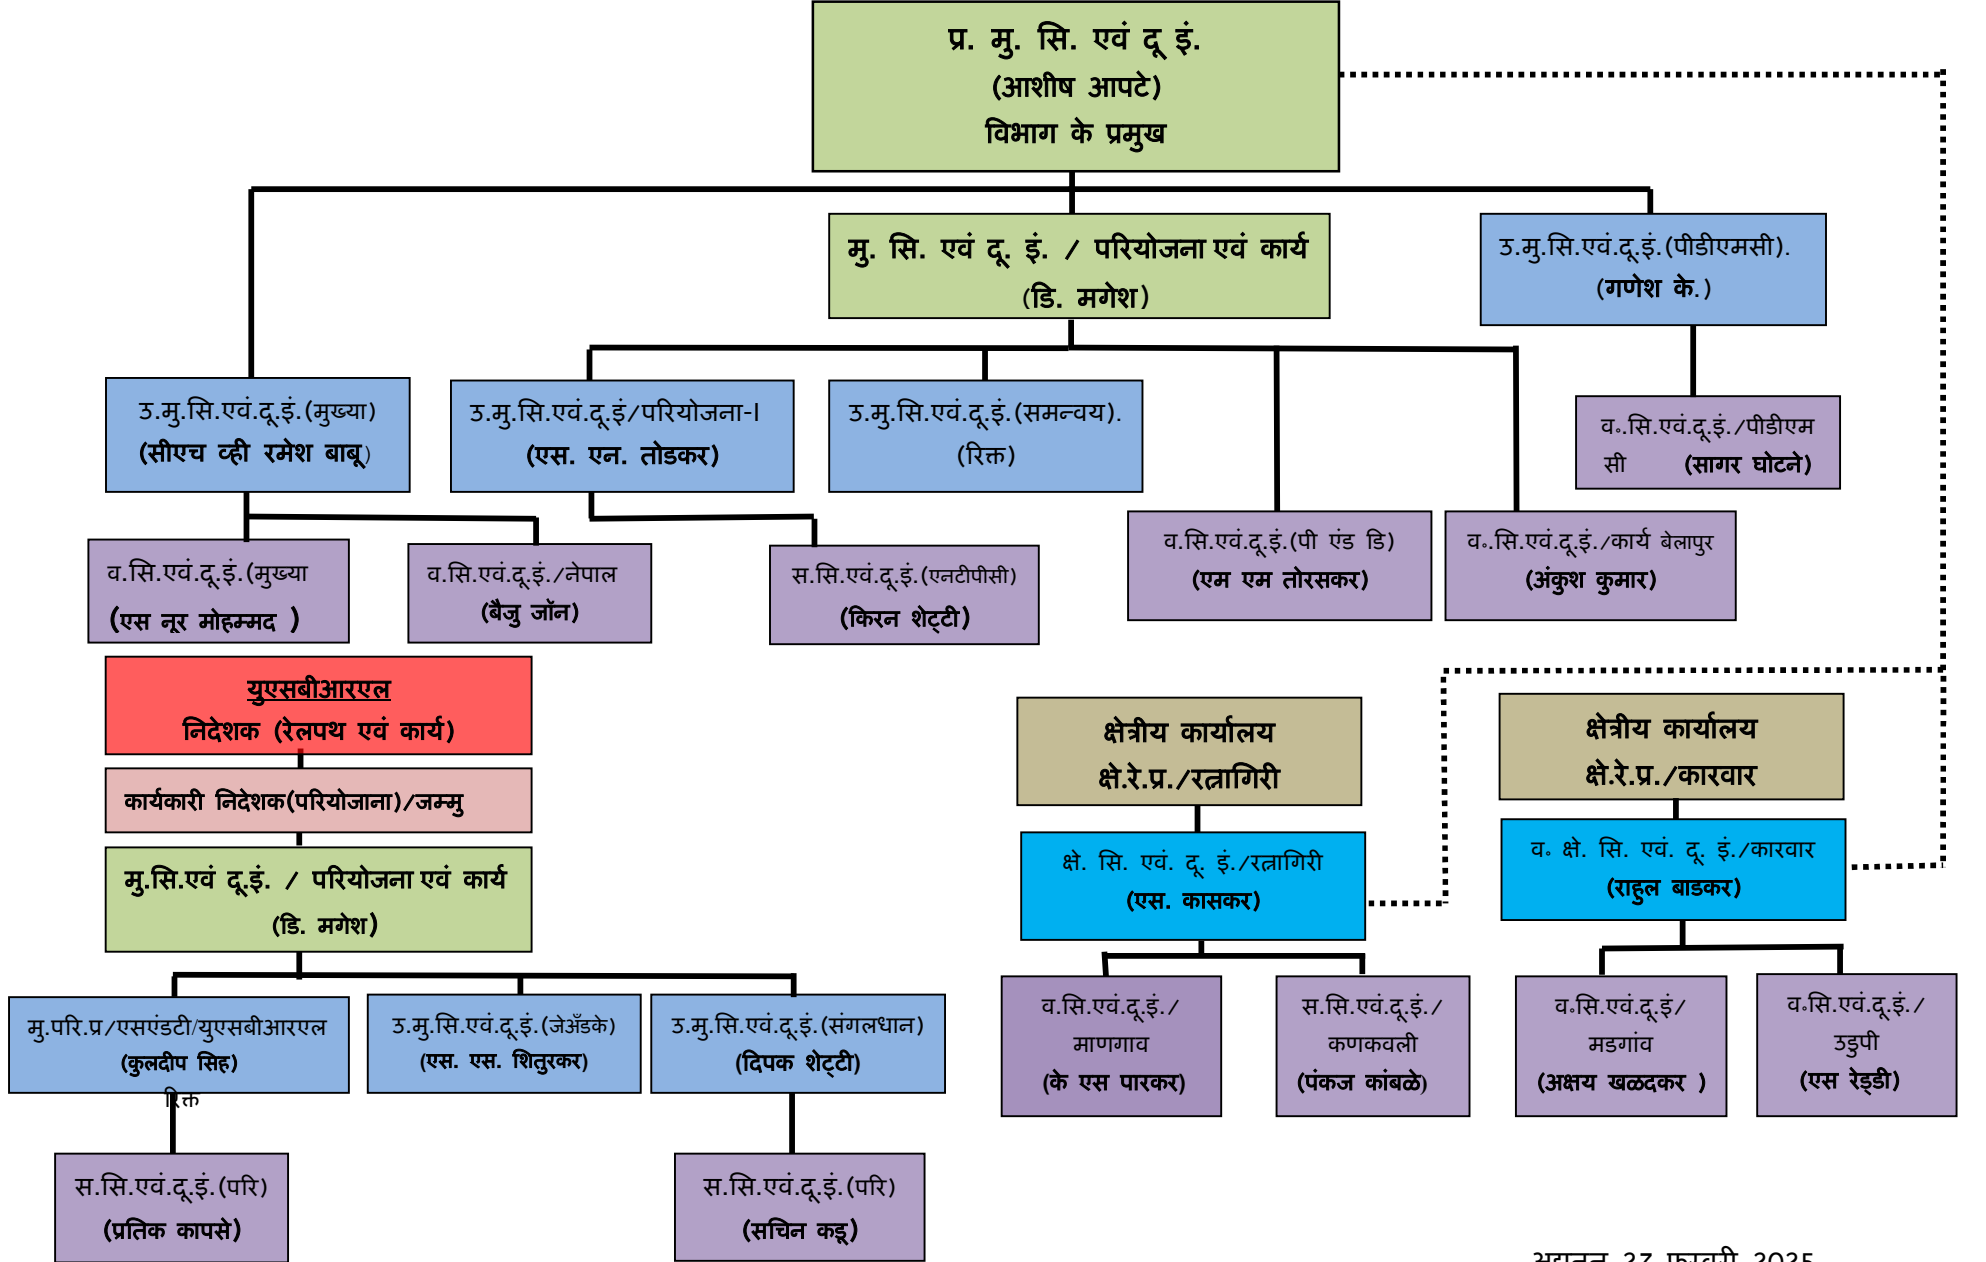 प्र. मु. सि. एवं दू इं.
(आशीष आपटे)
विभाग के प्रमुख
मु. सि. एवं दू. इं. / परियोजना एवं कार्य
(डि. मगेश)
उ.मु.सि.एवं.दू.इं.(पीडीएमसी).
(गणेश के.)
उ.मु.सि.एवं.दू.इं.(मुख्या)
(सीएच व्ही रमेश बाबू)
उ.मु.सि.एवं.दू.इं/परियोजना-I
(एस. एन. तोडकर)
उ.मु.सि.एवं.दू.इं.(समन्वय).
(रिक्त)
व॰.सि.एवं.दू.इं./पीडीएम
सी (सागर घोटने)
व.सि.एवं.दू.इं.(मुख्या
(एस नूर मोहम्मद )
व.सि.एवं.दू.इं./नेपाल
(बैजु जॉन)
स.सि.एवं.दू.इं.(एनटीपीसी)
(किरन शेट्टी)
व.सि.एवं.दू.इं.(पी एंड डि)
(एम एम तोरसकर)
व॰.सि.एवं.दू.इं./कार्य बेलापुर
(अंकुश कुमार)
युएसबीआरएल
निदेशक (रेलपथ एवं कार्य)
कार्यकारी निदेशक(परियोजाना)/जम्मु
मु.सि.एवं दू.इं. / परियोजना एवं कार्य
(डि. मगेश)
मु.परि.प्र/एसएंडटी/युएसबीआरएल
(कुलदीप सिह)
रिक्त
उ.मु.सि.एवं.दू.इं.(जेअँडके)
(एस. एस. शितुरकर)
उ.मु.सि.एवं.दू.इं.(संगलधान)
(दिपक शेट्टी)
स.सि.एवं.दू.इं.(परि)
(प्रतिक कापसे)
स.सि.एवं.दू.इं.(परि)
(सचिन कडू)
क्षेत्रीय कार्यालय
क्षे.रे.प्र./रत्नागिरी
क्षे. सि. एवं. दू. इं./रत्नागिरी
(एस. कासकर)
व.सि.एवं.दू.इं./
माणगाव
(के एस पारकर)
स.सि.एवं.दू.इं./
कणकवली
(पंकज कांबळे)
क्षेत्रीय कार्यालय
क्षे.रे.प्र./कारवार
व॰ क्षे. सि. एवं. दू. इं./कारवार
(राहुल बाडकर)
व॰सि.एवं.दू.इं/
मडगांव
(अक्षय खळदकर )
व॰सि.एवं.दू.इं./
उडुपी
(एस रेड्डी)
अद्यतन 27 फरवरी 2025